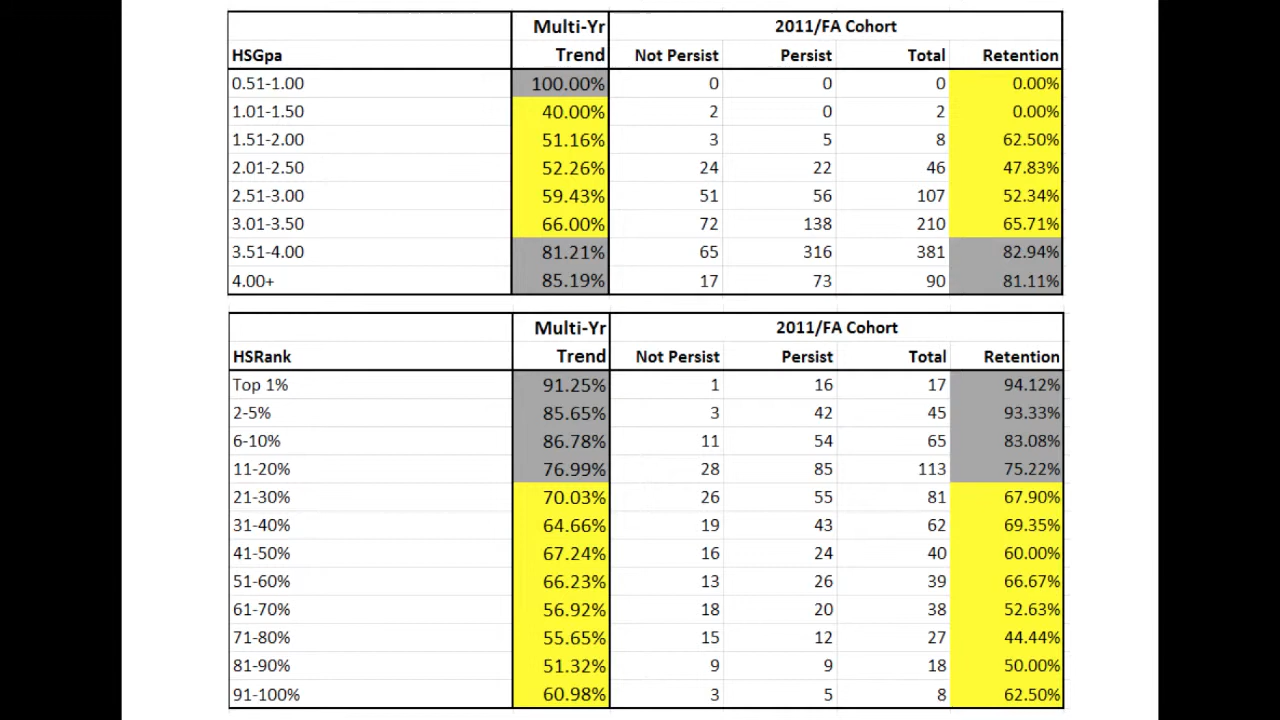 Multi-Yr 2011/FA Cohort
HSGpa Trend Not Persist Persist Total Retention
0.51-1.00 100.00% 0 0 0 0.00%
1.01-1.50 40.00% 2 0 2 0.00%
1.51-2.00 51.16% 3 5 8 62.50%
2.01-2.50 52.26% 24 22 46 47.83%
2.51-3.00 59.43% 51 56 107 52.34%
3.01-3.50 66.00% 72 138 210 65.71%
3.51-4.00 81.21% 65 316 381 82.94%
4.00+ 85.19% 17 73 90 81.11%
Multi-Yr 2011/FA Cohort
HSRank Trend Not Persist Persist Total Retention
Top 1% 91.25% 1 16 17 94.12%
2-5% 85.65% 3 42 45 93.33%
6-10% 86.78% 11 54 65 83.08%
11-20% 76.99% 28 85 113 75.22%
21-30% 70.03% 26 55 81 67.90%
31-40% 64.66% 19 43 62 69.35%
41-50% 67.24% 16 24 40 60.00%
51-60% 66.23% 13 26 39 66.67%
61-70% 56.92% 18 20 38 52.63%
71-80% 55.65% 15 12 27 44.44%
81-90% 51.32% 9 9 18 50.00%
91-100% 60.98% 3 5 8 62.50%